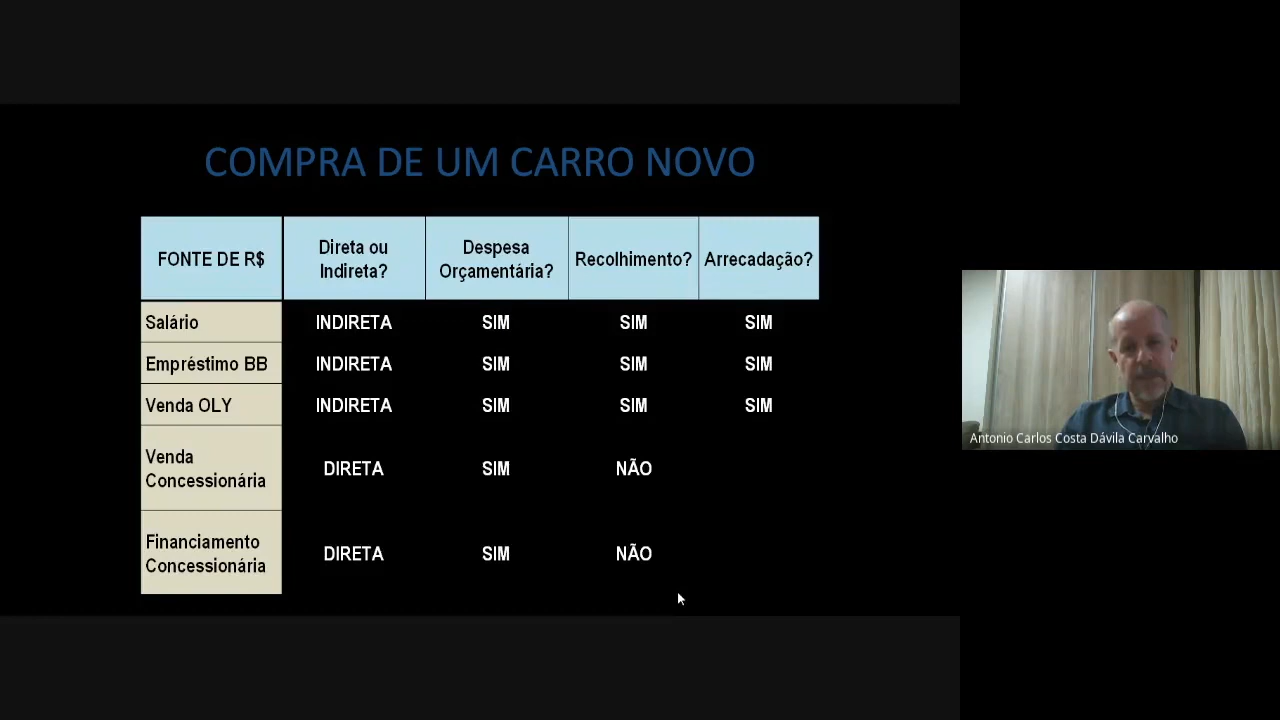 COMPRA DE UM CARRO NOVO
FONTE DE R$
Direta ou
Indireta?
Despesa
Orçamentária?
Recolhimento?
Arrecadação?
Salário
INDIRETA
SIM
SIM
SIM
Empréstimo BB
INDIRETA
SIM
SIM
SIM
Venda OLY
INDIRETA
SIM
SIM
SIM
Venda
Concessionária
DIRETA
SIM
NÃO
Financiamento
Concessionária
DIRETA
SIM
NÃO
Antonio Carlos Costa Dávila Carvalho